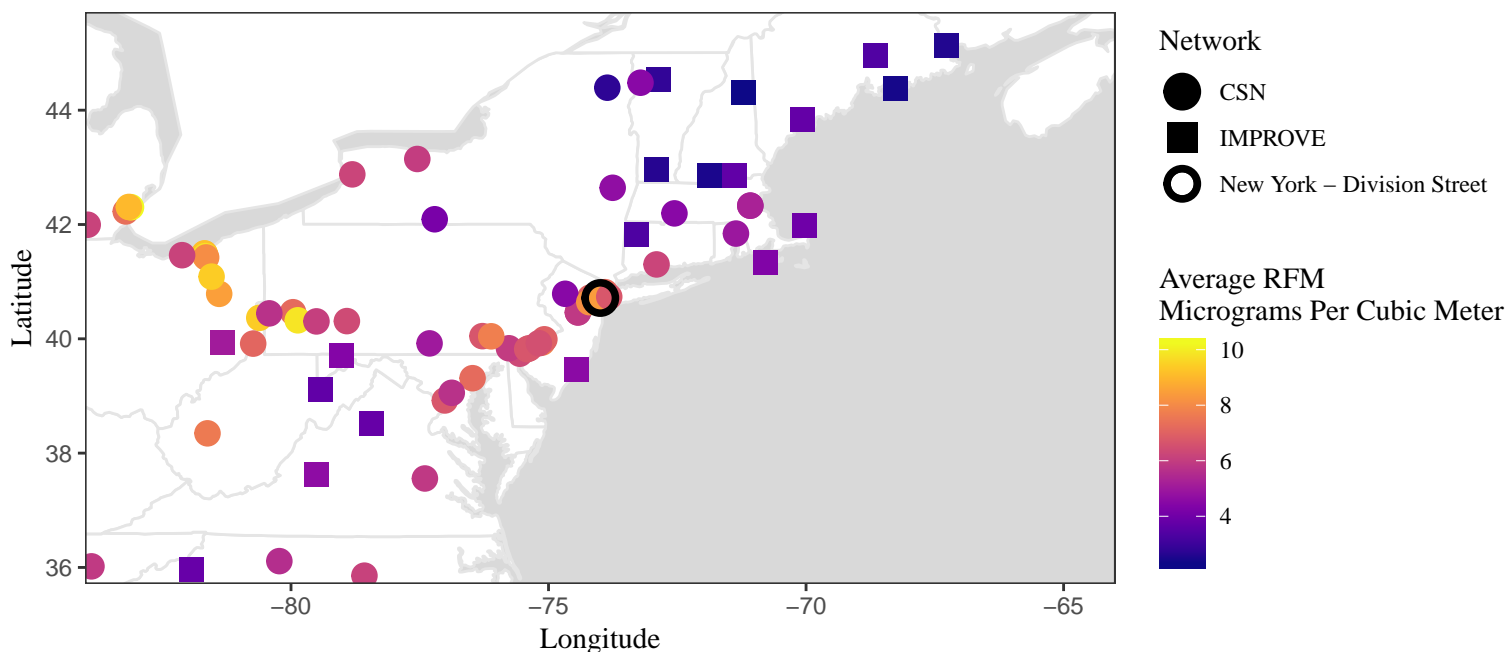 Network
CSN
IMPROVE
New York – Division Street
Average RFM
Micrograms Per Cubic Meter
10
8
6
4
Latitude
44
42
40
38
36
−80
−75
−70
−65
Longitude